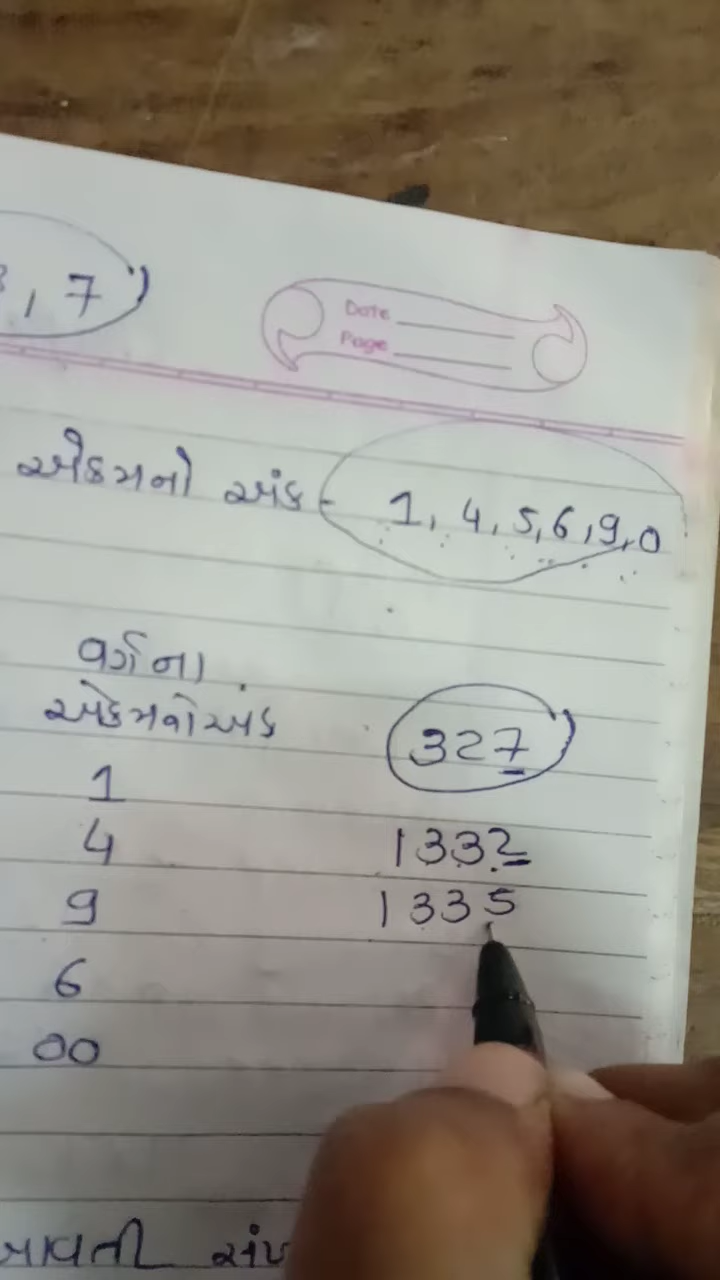 , 7)
Date
Page
એકમનો અંક - 1, 4, 5, 6, 9, 0
વર્ગના
એકમનો અંક
327
1
4
1332
9
1335
6
00